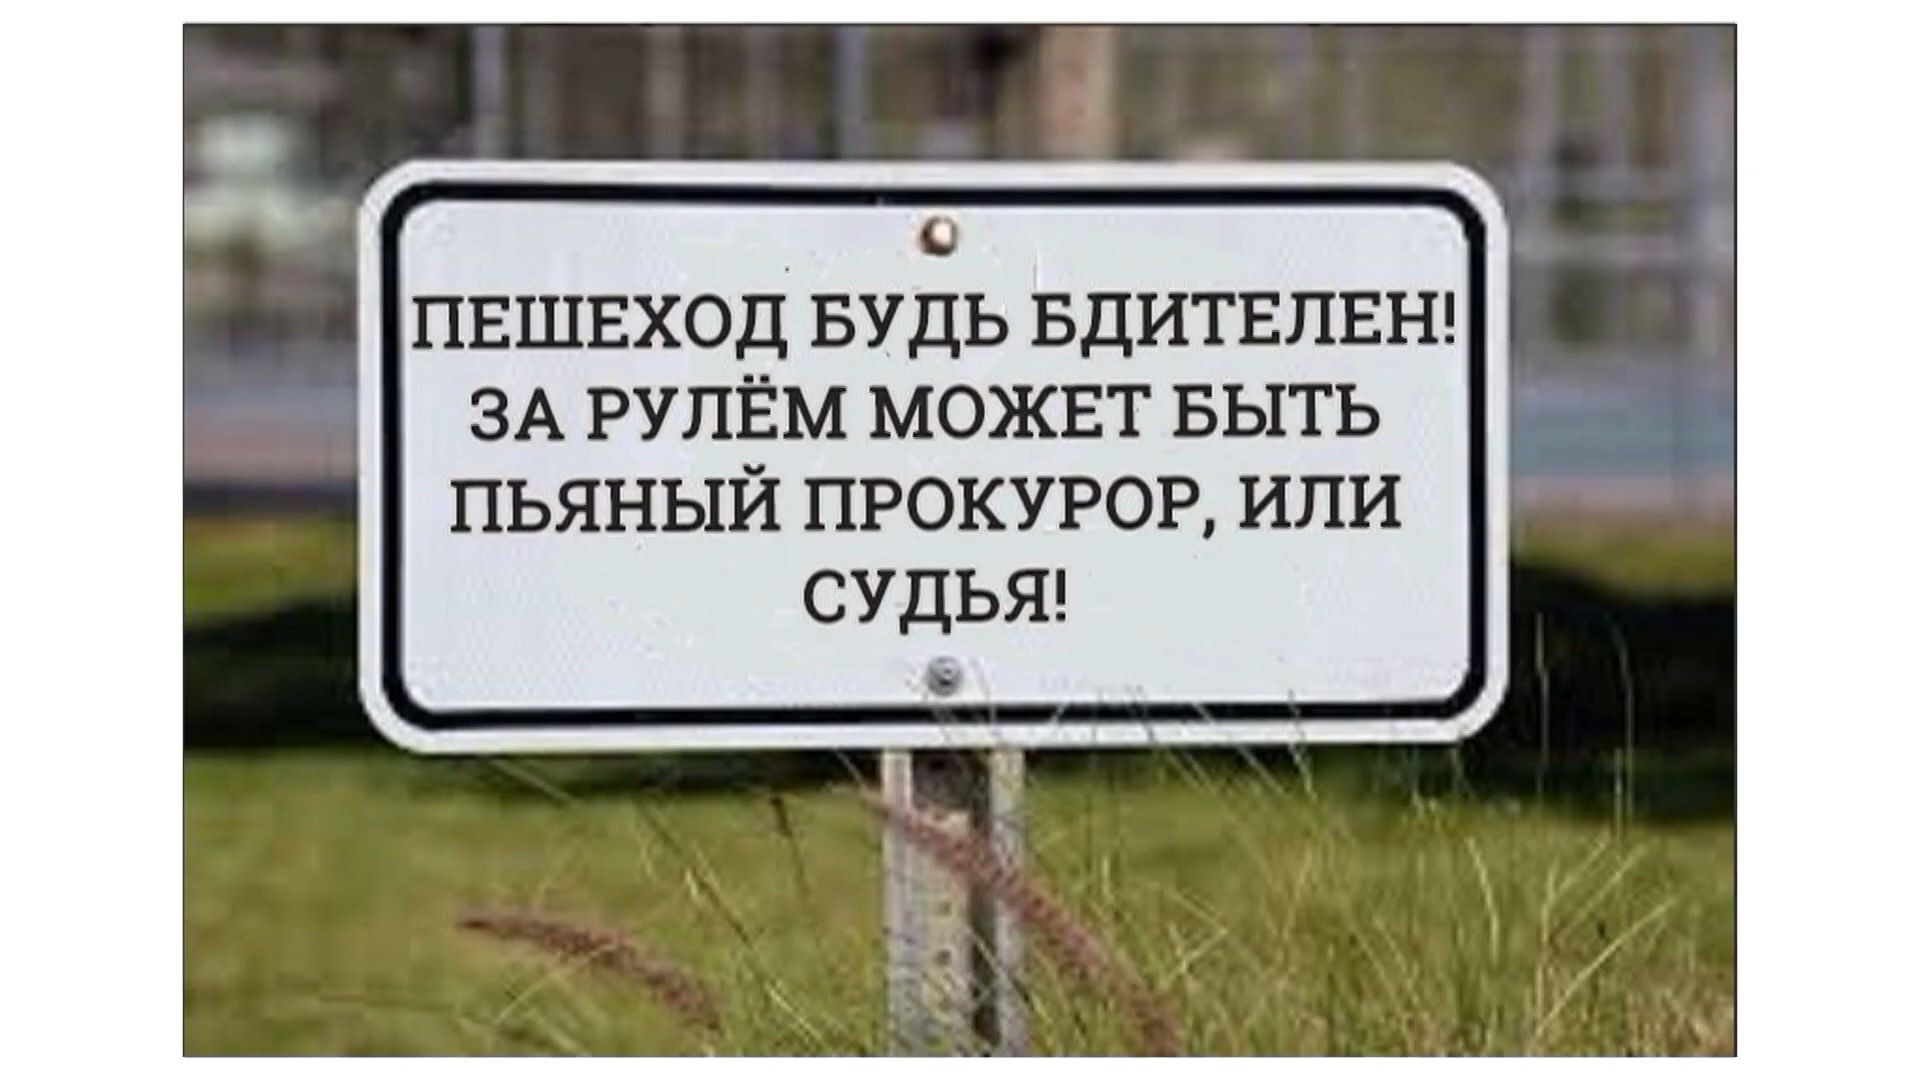 ПЕШЕХОД БУДЬ БДИТЕЛЕН!
ЗА РУЛЁМ МОЖЕТ БЫТЬ
ПЬЯНЫЙ ПРОКУРОР, ИЛИ
СУДЬЯ!